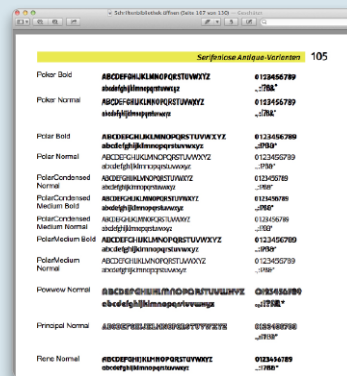 Schriftenbibliothek öffnen (Seite 107 von 130)
Serifenlose Antiqua-Varianten 105
Poker Bold ABCDEFGHIJKLMNOPQRSTUVWXYZ 0123456789
abcdefghijklmnopqrstuvwxyz .,:;!?ß&"
Poker Normal ABCDEFGHIJKLMNOPQRSTUVWXYZ 0123456789
abcdefghijklmnopqrstuvwxyz .,:;!?ß&"
Polar Bold ABCDEFGHIJKLMNOPQRSTUVWXYZ 0123456789
abcdefghijklmnopqrstuvwxyz
Polar Normal ABCDEFGHIJKLMNOPQRSTUVWXYZ 0123456789
abcdefghijklmnopqrstuvwxyz
PolarCondensed ABCDEFGHIJKLMNOPQRSTUVWXYZ 0123456789
Normal abcdefghijklmnopqrstuvwxyz
PolarCondensed ABCDEFGHIJKLMNOPQRSTUVWXYZ 0123456789
Medium Bold abcdefghijklmnopqrstuvwxyz
PolarCondensed ABCDEFGHIJKLMNOPQRSTUVWXYZ 0123456789
Medium Normal abcdefghijklmnopqrstuvwxyz
PolarMedium Bold ABCDEFGHIJKLMNOPQRSTUVWXYZ 0123456789
abcdefghijklmnopqrstuvwxyz
PolarMedium ABCDEFGHIJKLMNOPQRSTUVWXYZ 0123456789
Normal abcdefghijklmnopqrstuvwxyz
Powwow Normal ABCDEFGHIJKLMNOPQRSTUVWXYZ 0123456789
abcdefghijklmnopqrstuvwxyz
Principal Normal ABCDEFGHIJKLMNOPQRSTUVWXYZ 0123456789
Rene Normal ABCDEFGHIJKLMNOPQRSTUVWXYZ 0123456789
abcdefghijklmnopqrstuvwxyz